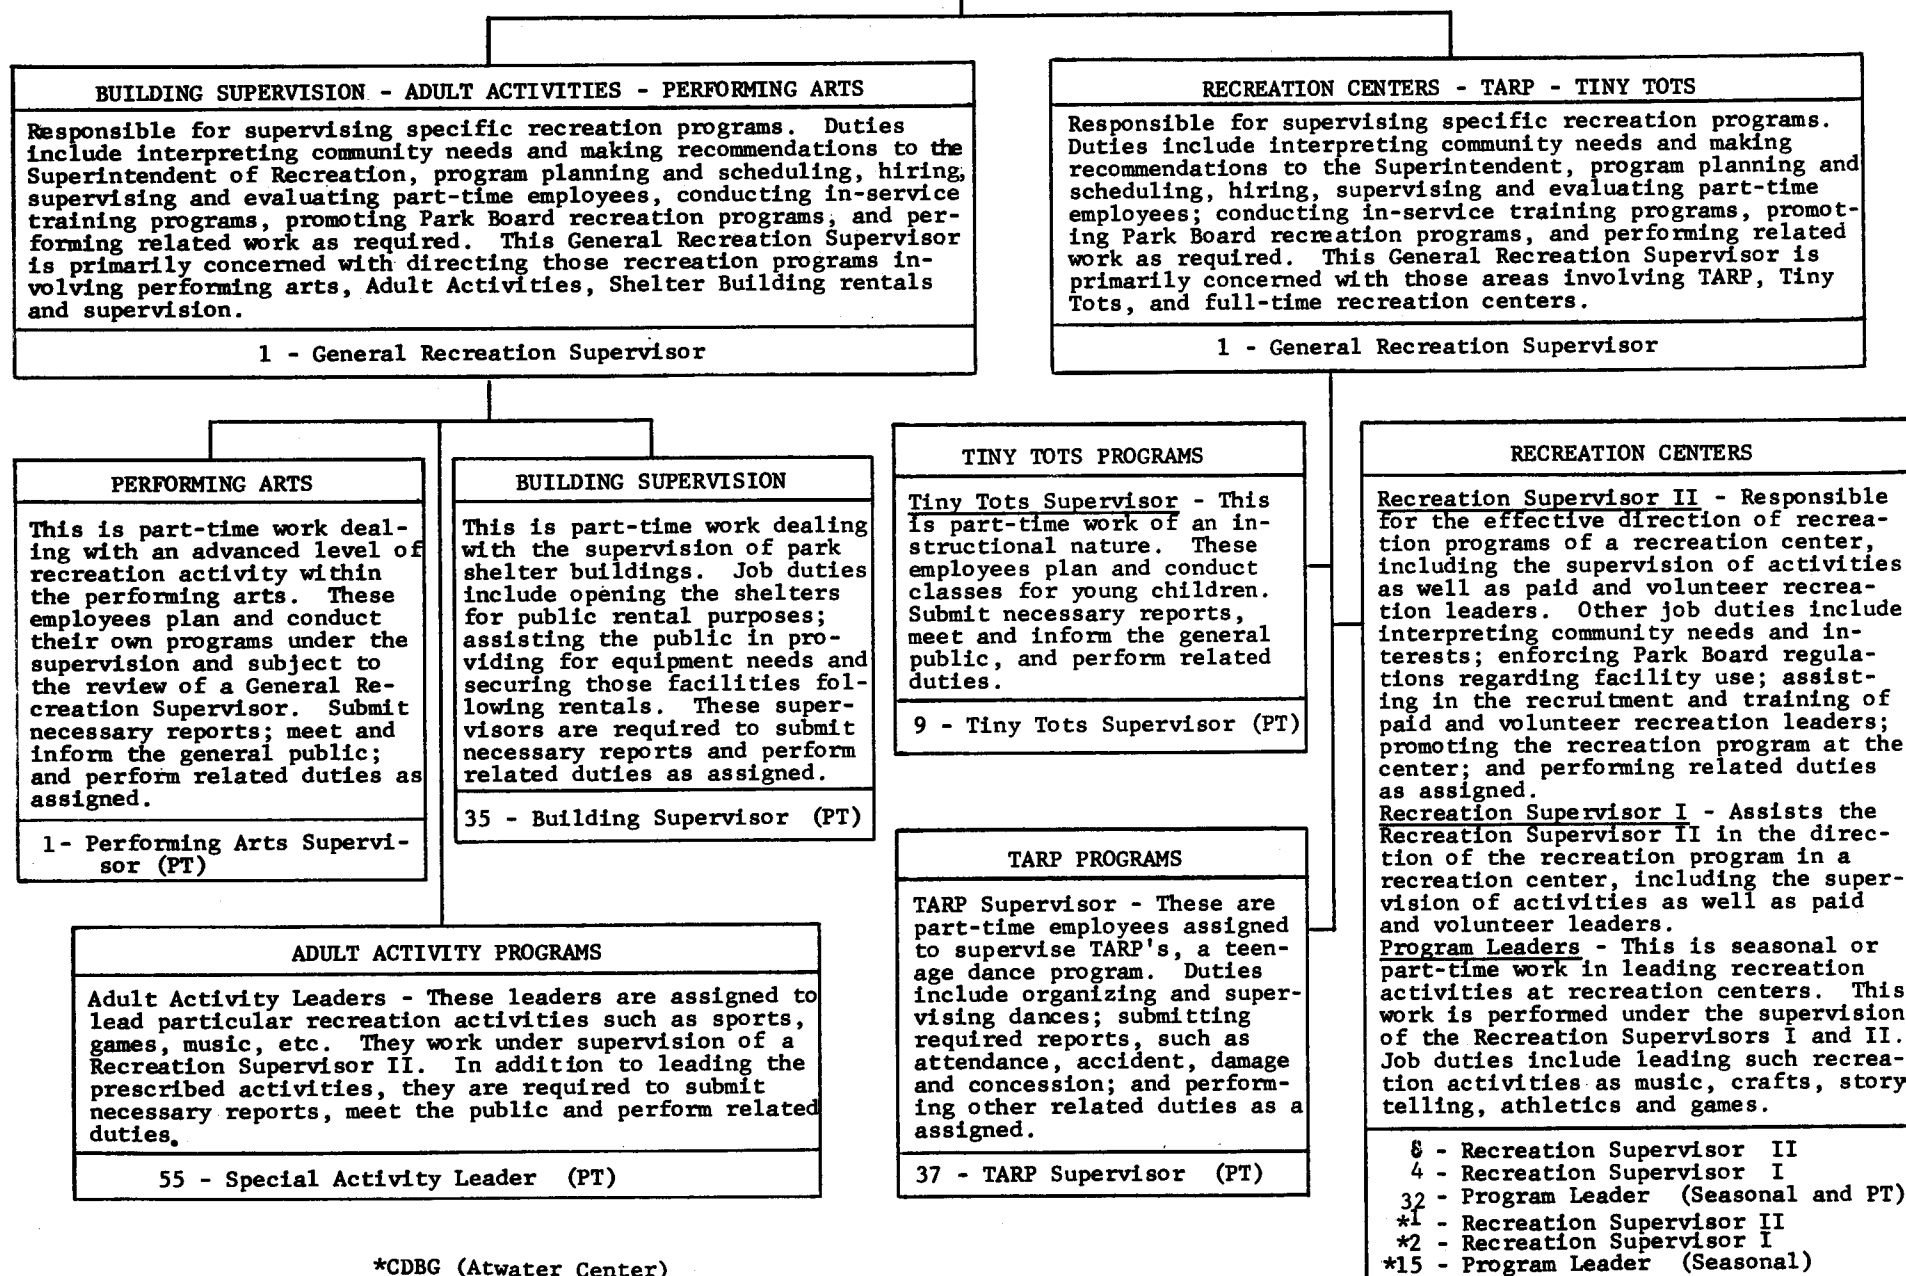 BUILDING SUPERVISION - ADULT ACTIVITIES - PERFORMING ARTS
Responsible for supervising specific recreation programs. Duties
include interpreting community needs and making recommendations to the
Superintendent of Recreation, program planning and scheduling, hiring,
supervising and evaluating part-time employees, conducting in-service
training programs, promoting Park Board recreation programs, and per-
forming related work as required. This General Recreation Supervisor
is primarily concerned with directing those recreation programs in-
volving performing arts, Adult Activities, Shelter Building rentals
and supervision.
1 - General Recreation Supervisor
RECREATION CENTERS - TARP - TINY TOTS
Responsible for supervising specific recreation programs.
Duties include interpreting community needs and making
recommendations to the Superintendent, program planning and
scheduling, hiring, supervising and evaluating part-time
employees; conducting in-service training programs, promot-
ing Park Board recreation programs, and performing related
work as required. This General Recreation Supervisor is
primarily concerned with those areas involving TARP, Tiny
Tots, and full-time recreation centers.
1 - General Recreation Supervisor
PERFORMING ARTS
This is part-time work deal-
ing with an advanced level of
recreation activity within
the performing arts. These
employees plan and conduct
their own programs under the
supervision and subject to
the review of a General Re-
creation Supervisor. Submit
necessary reports; meet and
inform the general public;
and perform related duties as
assigned.
1- Performing Arts Supervi-
sor (PT)
BUILDING SUPERVISION
This is part-time work dealing
with the supervision of park
shelter buildings. Job duties
include opening the shelters
for public rental purposes;
assisting the public in pro-
viding for equipment needs and
securing those facilities fol-
lowing rentals. These super-
visors are required to submit
necessary reports and perform
related duties as assigned.
35 - Building Supervisor (PT)
ADULT ACTIVITY PROGRAMS
Adult Activity Leaders - These leaders are assigned to
lead particular recreation activities such as sports,
games, music, etc. They work under supervision of a
Recreation Supervisor II. In addition to leading the
prescribed activities, they are required to submit
necessary reports, meet the public and perform related
duties.
55 - Special Activity Leader (PT)
TINY TOTS PROGRAMS
Tiny Tots Supervisor - This
is part-time work of an in-
structional nature. These
employees plan and conduct
classes for young children.
Submit necessary reports,
meet and inform the general
public, and perform related
duties.
9 - Tiny Tots Supervisor (PT)
TARP PROGRAMS
TARP Supervisor - These are
part-time employees assigned
to supervise TARP's, a teen-
age dance program. Duties
include organizing and super-
vising dances; submitting
required reports, such as
attendance, accident, damage
and concession; and perform-
ing other related duties as a
assigned.
37 - TARP Supervisor (PT)
RECREATION CENTERS
Recreation Supervisor II - Responsible
for the effective direction of recrea-
tion programs of a recreation center,
including the supervision of activities
as well as paid and volunteer recrea-
tion leaders. Other job duties include
interpreting community needs and in-
terests; enforcing Park Board regula-
tions regarding facility use; assist-
ing in the recruitment and training of
paid and volunteer recreation leaders;
promoting the recreation program at the
center; and performing related duties
as assigned.
Recreation Supervisor I - Assists the
Recreation Supervisor II in the direc-
tion of the recreation program in a
recreation center, including the super-
vision of activities as well as paid
and volunteer leaders.
Program Leaders - This is seasonal or
part-time work in leading recreation
activities at recreation centers. This
work is performed under the supervision
of the Recreation Supervisors I and II.
Job duties include leading such recrea-
tion activities as music, crafts, story
telling, athletics and games.
- Recreation Supervisor II
4 - Recreation Supervisor I
32 - Program Leader (Seasonal and PT)
*1 - Recreation Supervisor II
*2 - Recreation Supervisor I
*15 - Program Leader (Seasonal)
*CDBG (Atwater Center)